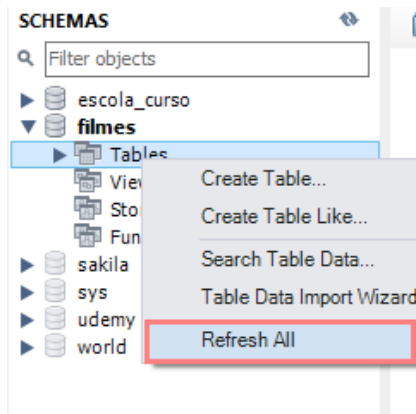 SCHEMAS
Filter objects
escola_curso
filmes
Tables
Create Table...
Create Table Like...
Search Table Data...
sakila
sys
Table Data Import Wizard
udemy
Refresh All
world